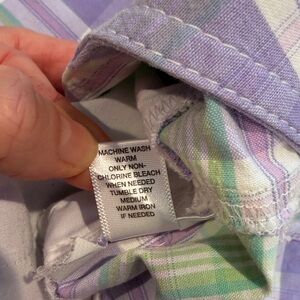 MACHINE WASH
WARM
ONLY NON-
CHLORINE BLEACH
WHEN NEEDED
TUMBLE DRY
MEDIUM
WARM IRON
IF NEEDED